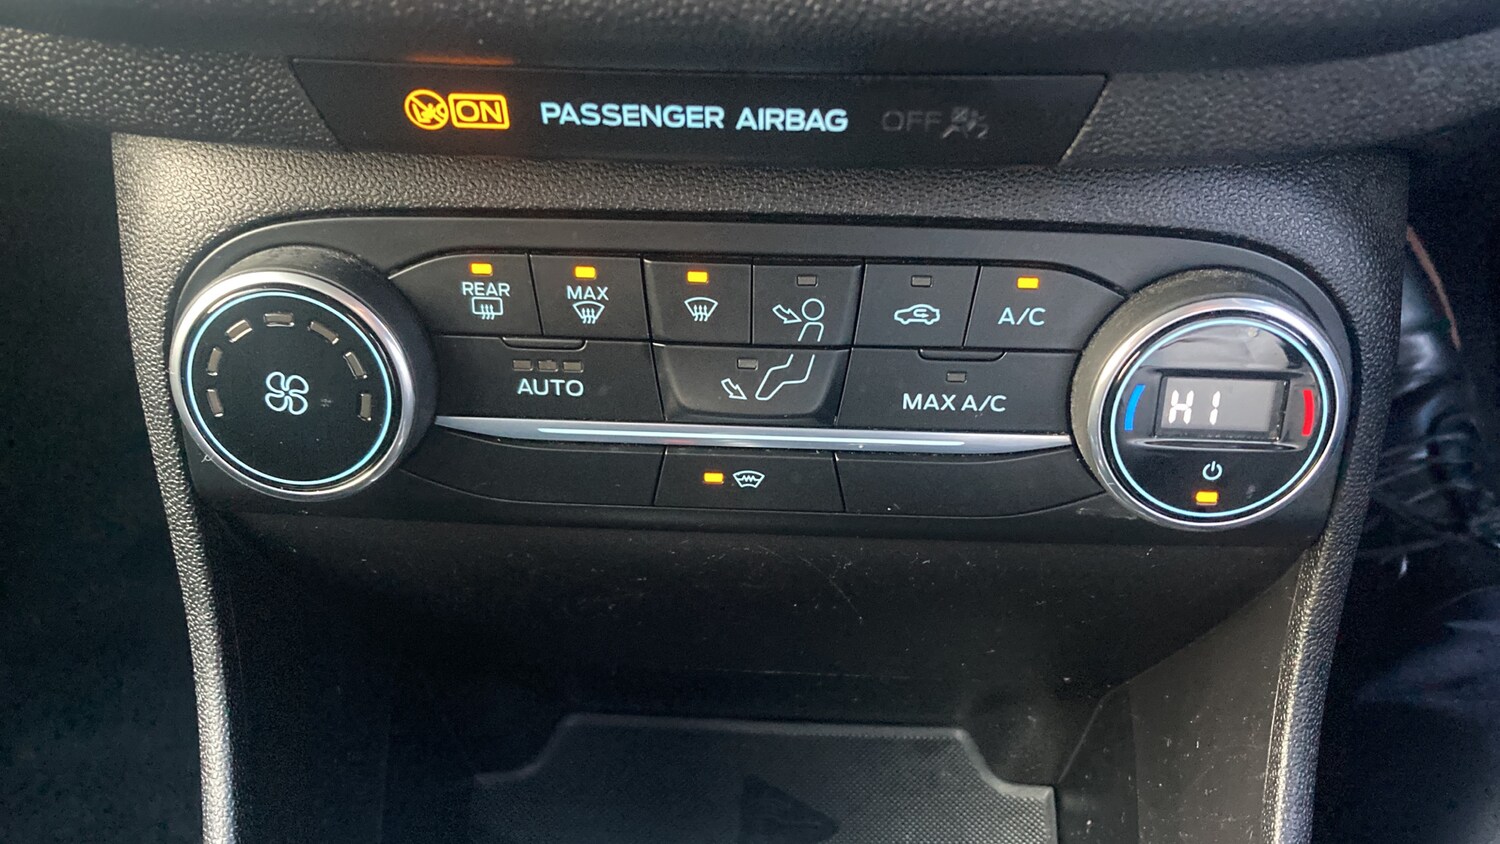 ON PASSENGER AIRBAG OFF
REAR MAX A/C
AUTO MAX A/C
HI